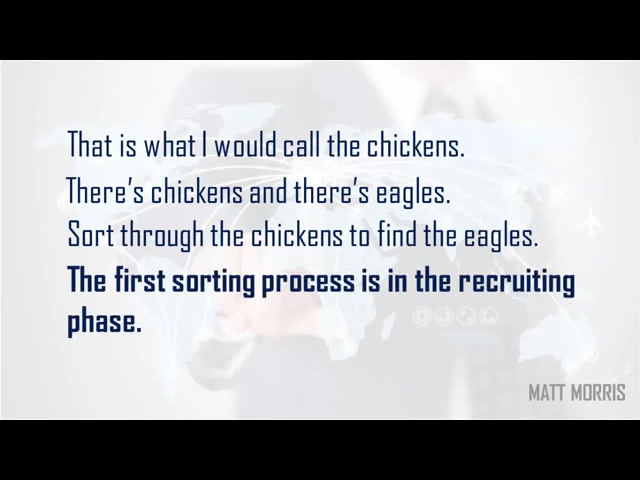 That is what I would call the chickens.
There's chickens and there's eagles.
Sort through the chickens to find the eagles.
The first sorting process is in the recruiting
phase.
MATT MORRIS